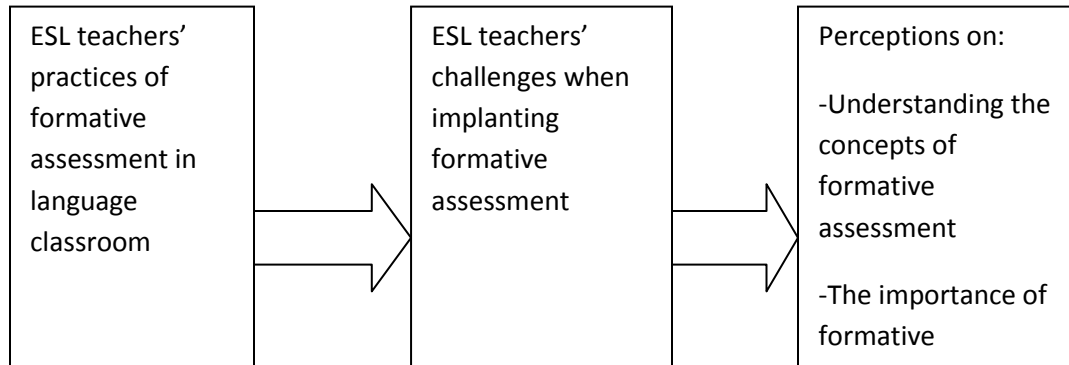 ESL teachers’
practices of
formative
assessment in
language
classroom
ESL teachers’
challenges when
implanting
formative
assessment
Perceptions on:
-Understanding the
concepts of
formative
assessment
-The importance of
formative